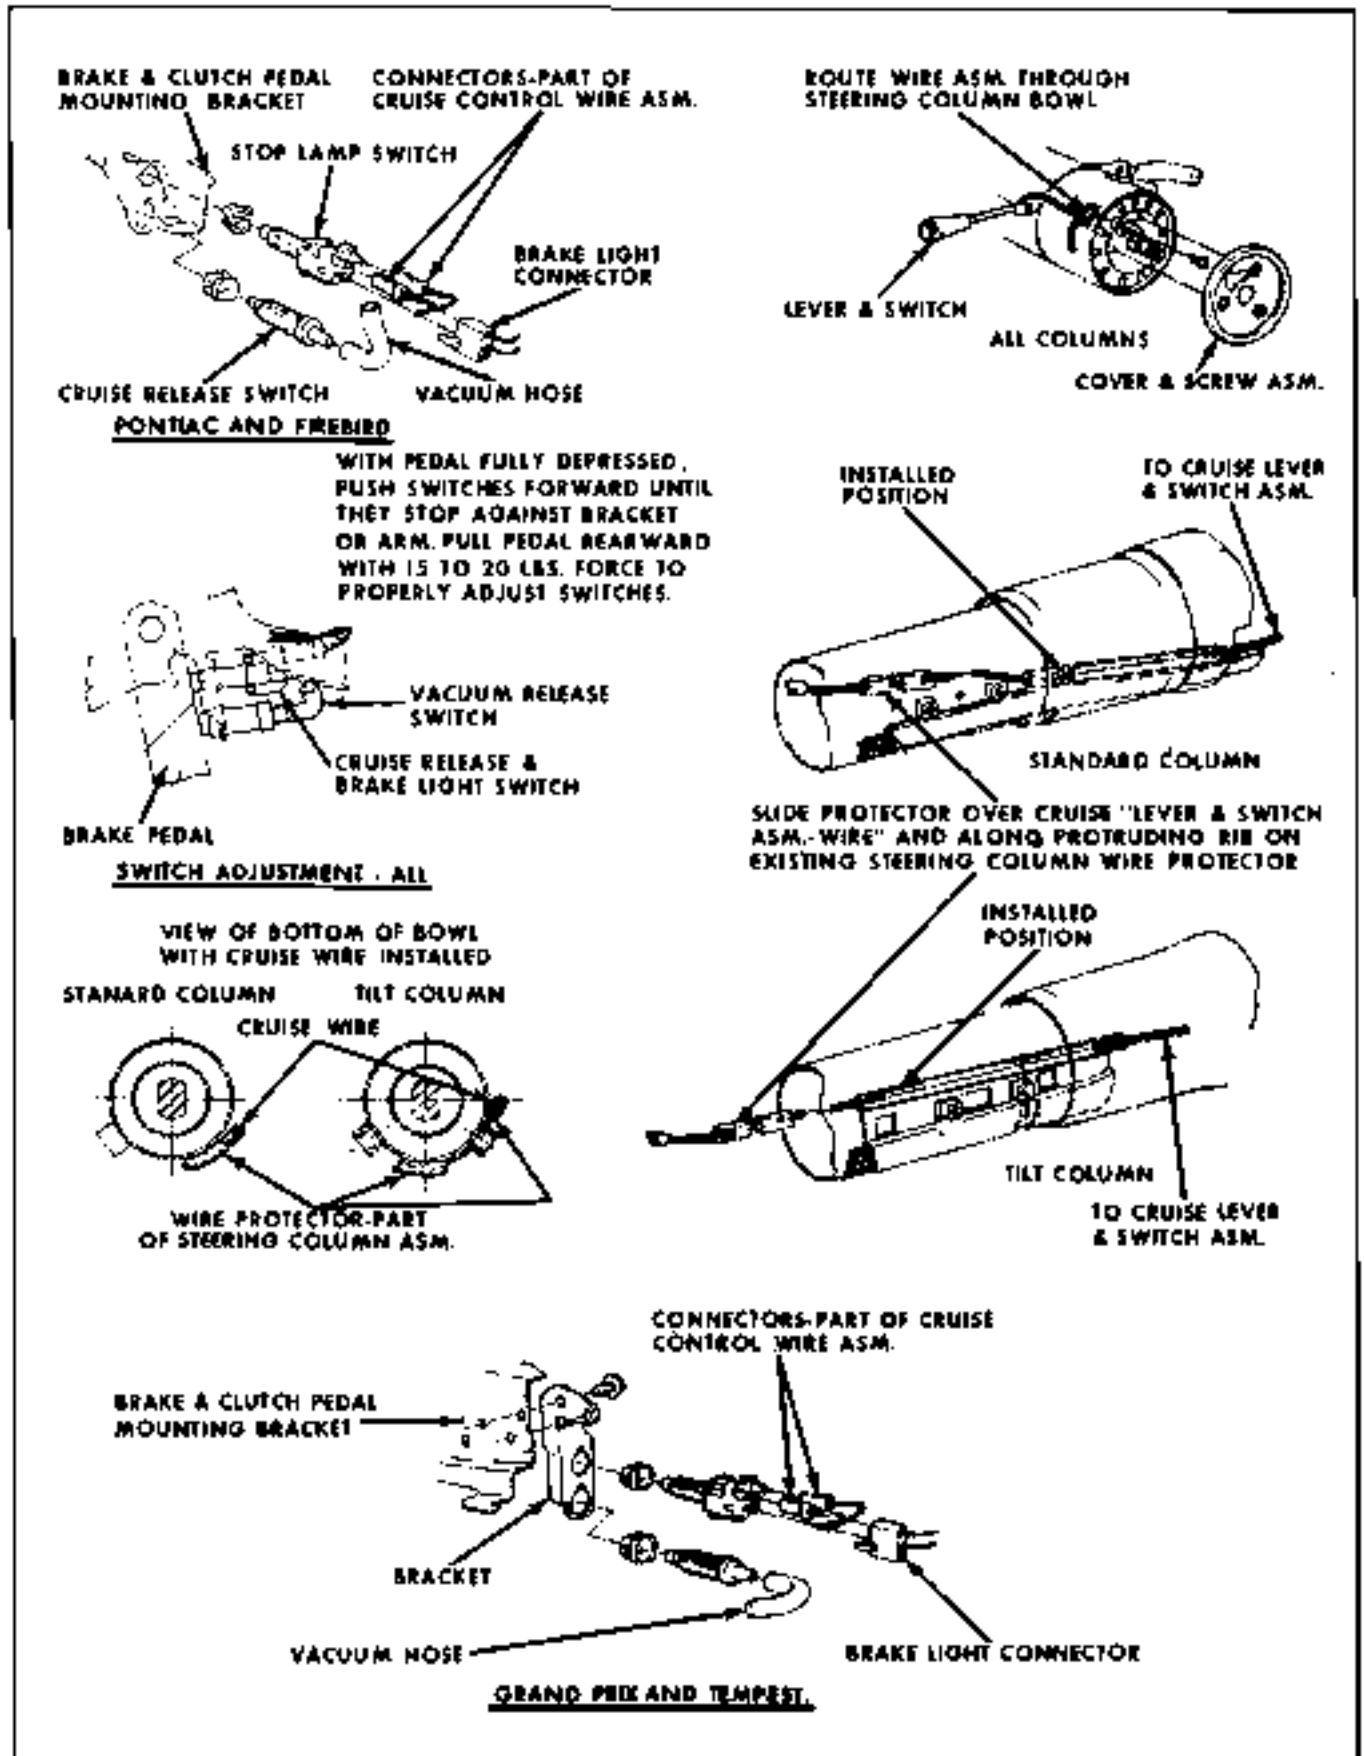 BRAKE & CLUTCH PEDAL
MOUNTING BRACKET
CONNECTORS-PART OF
CRUISE CONTROL WIRE ASM.
STOP LAMP SWITCH
BRAKE LIGHT
CONNECTOR
CRUISE RELEASE SWITCH
VACUUM HOSE
PONTIAC AND FIREBIRD
ROUTE WIRE ASM. THROUGH
STEERING COLUMN BOWL
LEVER & SWITCH
ALL COLUMNS
COVER & SCREW ASM.
WITH PEDAL FULLY DEPRESSED,
PUSH SWITCHES FORWARD UNTIL
THEY STOP AGAINST BRACKET
OR ARM. PULL PEDAL REARWARD
WITH 15 TO 20 LBS. FORCE TO
PROPERLY ADJUST SWITCHES.
VACUUM RELEASE
SWITCH
CRUISE RELEASE &
BRAKE LIGHT SWITCH
BRAKE PEDAL
SWITCH ADJUSTMENT - ALL
INSTALLED
POSITION
TO CRUISE LEVER
& SWITCH ASM.
STANDARD COLUMN
SLIDE PROTECTOR OVER CRUISE "LEVER & SWITCH
ASM.-WIRE" AND ALONG PROTRUDING RIB ON
EXISTING STEERING COLUMN WIRE PROTECTOR
INSTALLED
POSITION
TILT COLUMN
TO CRUISE LEVER
& SWITCH ASM.
VIEW OF BOTTOM OF BOWL
WITH CRUISE WIRE INSTALLED
STANARD COLUMN
TILT COLUMN
CRUISE WIRE
WIRE PROTECTOR-PART
OF STEERING COLUMN ASM.
CONNECTORS-PART OF CRUISE
CONTROL WIRE ASM.
BRAKE & CLUTCH PEDAL
MOUNTING BRACKET
BRACKET
VACUUM HOSE
BRAKE LIGHT CONNECTOR
GRAND PRIX AND TEMPEST.